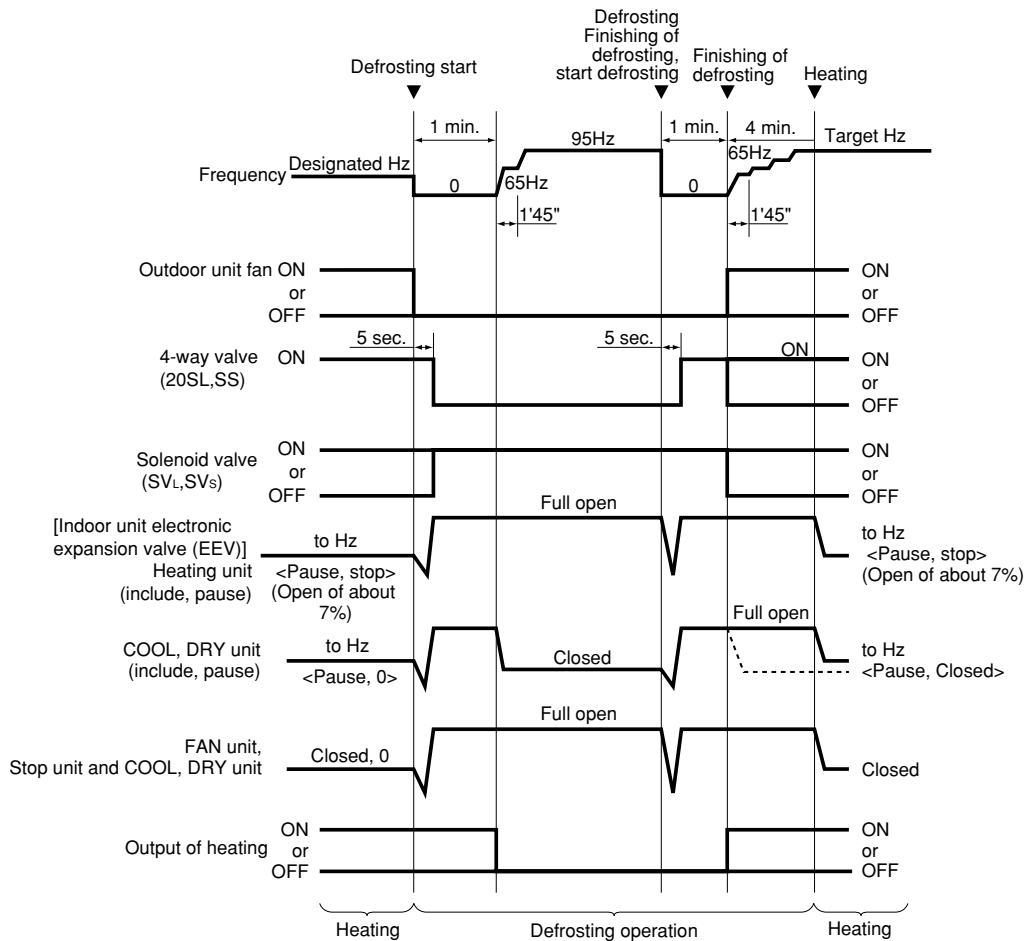 Defrosting
Finishing of
defrosting,
start defrosting
Finishing of
defrosting
Defrosting start
Heating
1 min.
1 min.
4 min.
Target Hz
95Hz
65Hz
Designated Hz
Frequency
0
65Hz
0
1'45"
1'45"
Outdoor unit fan ON
or
OFF
ON
or
OFF
5 sec.
5 sec.
4-way valve
(20SL,SS)
ON
ON
ON
or
OFF
Solenoid valve
(SVL,SVS)
ON
or
OFF
ON
or
OFF
Full open
[Indoor unit electronic
expansion valve (EEV)]
Heating unit
(include, pause)
to Hz
<Pause, stop>
(Open of about
7%)
to Hz
<Pause, stop>
(Open of about 7%)
Full open
COOL, DRY unit
(include, pause)
to Hz
<Pause, 0>
Closed
to Hz
<Pause, Closed>
Full open
FAN unit,
Stop unit and COOL, DRY unit
Closed, 0
Closed
Output of heating
ON
or
OFF
ON
or
OFF
Heating
Defrosting operation
Heating